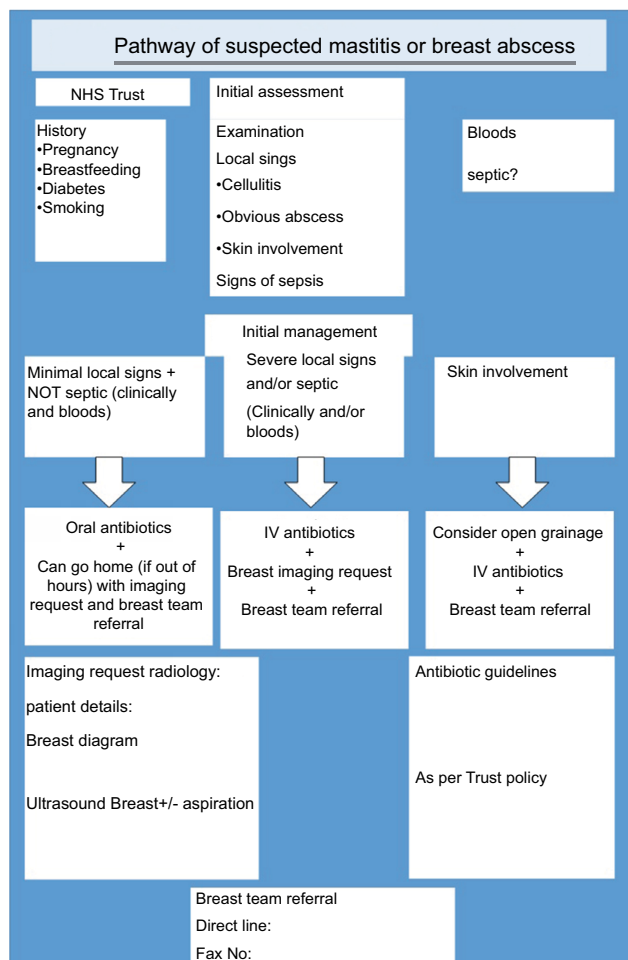 Pathway of suspected mastitis or breast abscess
NHS Trust
Initial assessment
History
•Pregnancy
•Breastfeeding
•Diabetes
•Smoking
Examination
Local sings
•Cellulitis
•Obvious abscess
•Skin involvement
Signs of sepsis
Bloods
septic?
Initial management
Minimal local signs +
NOT septic (clinically
and bloods)
Severe local signs
and/or septic
(Clinically and/or
bloods)
Skin involvement
Oral antibiotics
+
Can go home (if out of
hours) with imaging
request and breast team
referral
IV antibiotics
+
Breast imaging request
+
Breast team referral
Consider open grainage
+
IV antibiotics
+
Breast team referral
Imaging request radiology:
patient details:
Breast diagram
Ultrasound Breast+/- aspiration
Antibiotic guidelines
As per Trust policy
Breast team referral
Direct line:
Fax No: